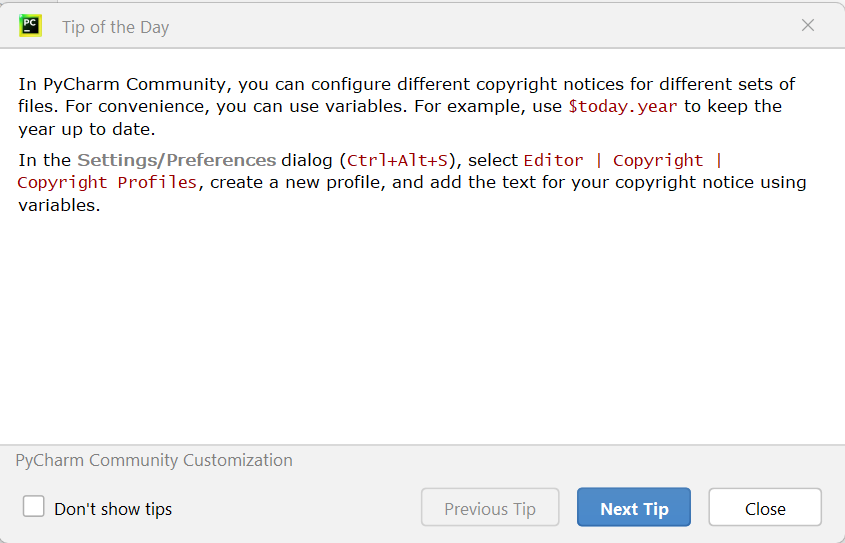 PC
Tip of the Day
In PyCharm Community, you can configure different copyright notices for different sets of
files. For convenience, you can use variables. For example, use $today.year to keep the
year up to date.
In the Settings/Preferences dialog (Ctrl+Alt+S), select Editor | Copyright |
Copyright Profiles, create a new profile, and add the text for your copyright notice using
variables.
PyCharm Community Customization
Don't show tips
Previous Tip
Next Tip
Close